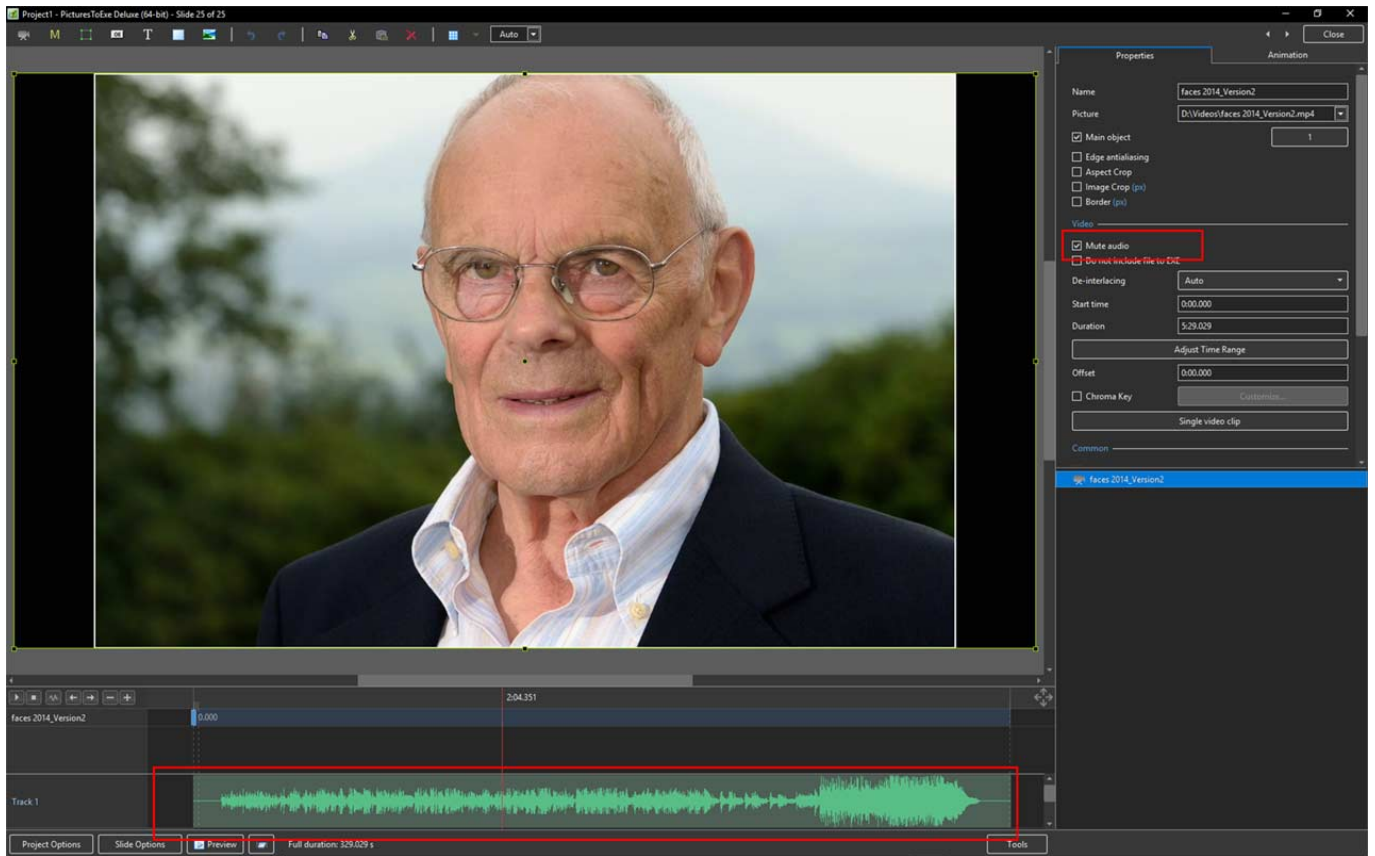 Project1 - PicturesToExe Deluxe (64-bit) - Slide 25 of 25
M OK T Auto Close
Properties Animation
Name faces 2014_Version2
Picture D:\Videos\faces 2014_Version2.mp4
Main object 1
Edge antialiasing
Aspect Crop
Image Crop (px)
Border (px)
Video
Mute audio
Do not include file to EXE
De-interlacing Auto
Start time 0:00.000
Duration 5:29.029
Adjust Time Range
Offset 0:00.000
Chroma Key Customize...
Single video clip
Common
faces 2014_Version2
2:04.351
faces 2014_Version2 0.000
Track 1
Project Options Slide Options Preview Full duration: 329.029 s Tools